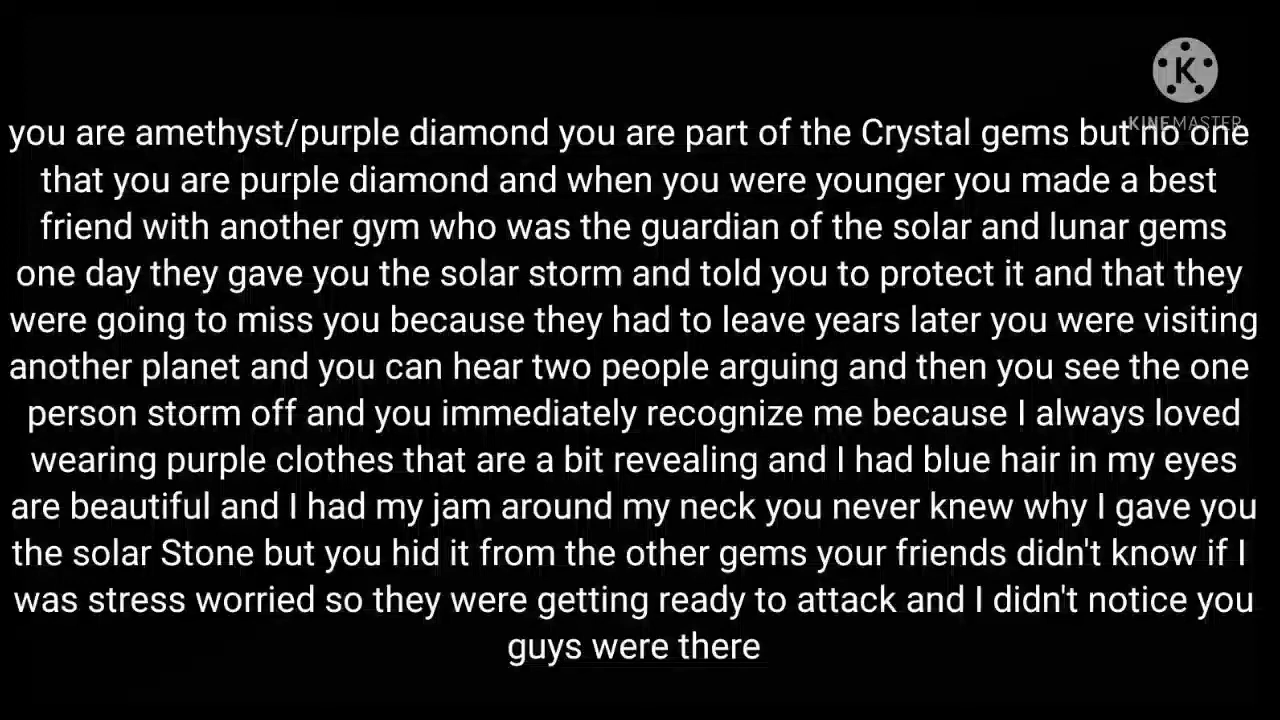 K
KINEMASTER
you are amethyst/purple diamond you are part of the Crystal gems but no one
that you are purple diamond and when you were younger you made a best
friend with another gym who was the guardian of the solar and lunar gems
one day they gave you the solar storm and told you to protect it and that they
were going to miss you because they had to leave years later you were visiting
another planet and you can hear two people arguing and then you see the one
person storm off and you immediately recognize me because I always loved
wearing purple clothes that are a bit revealing and I had blue hair in my eyes
are beautiful and I had my jam around my neck you never knew why I gave you
the solar Stone but you hid it from the other gems your friends didn't know if I
was stress worried so they were getting ready to attack and I didn't notice you
guys were there